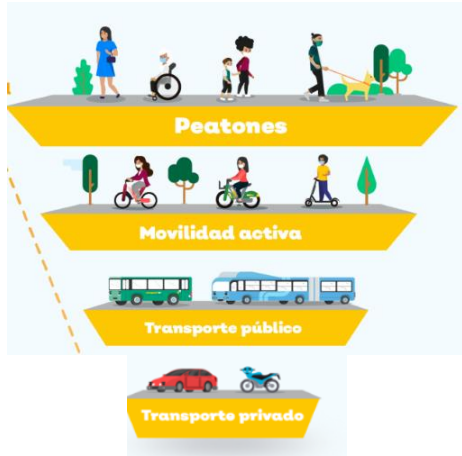 Peatones
Movilidad activa
Transporte público
Transporte privado